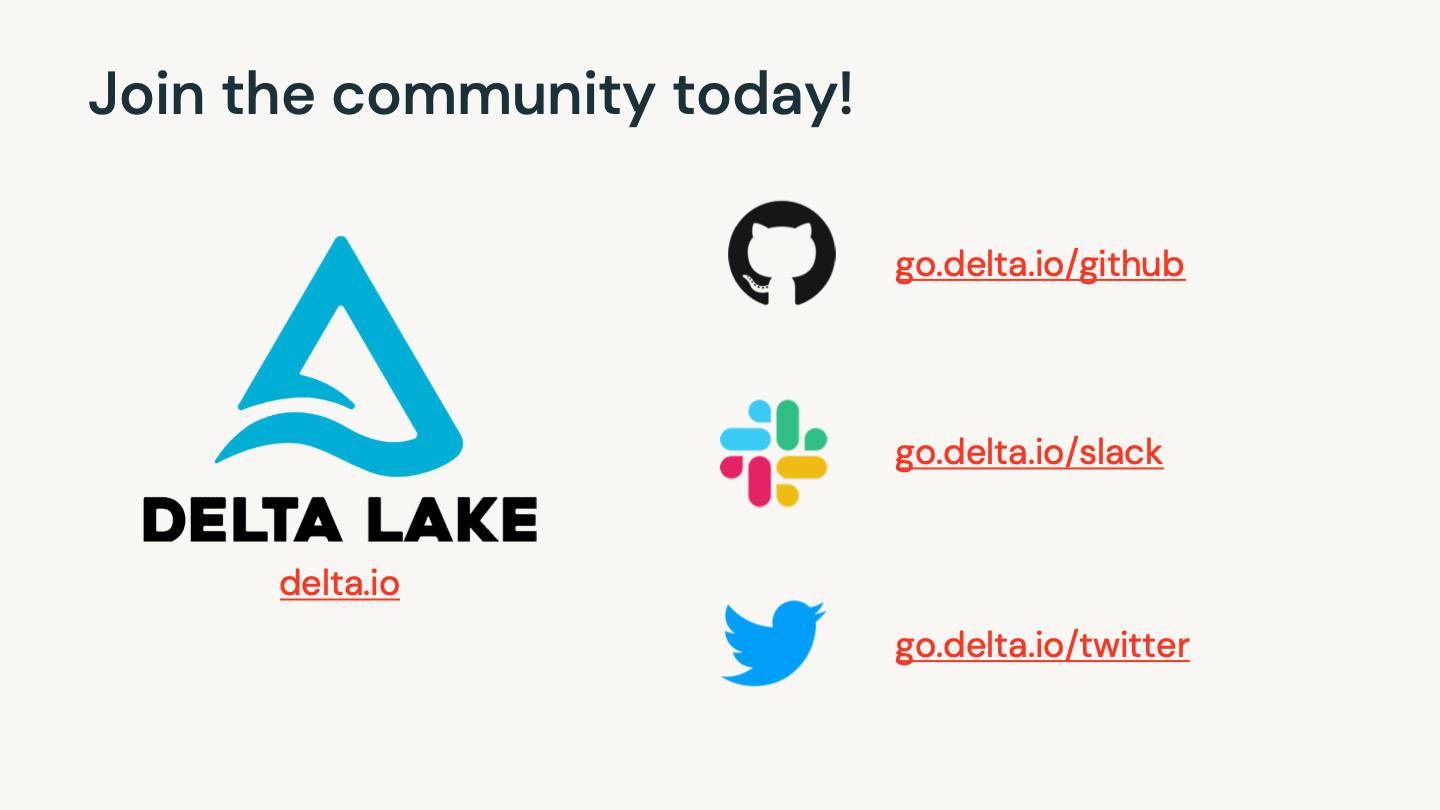 Join the community today!
DELTA LAKE
delta.io
go.delta.io/github
go.delta.io/slack
go.delta.io/twitter